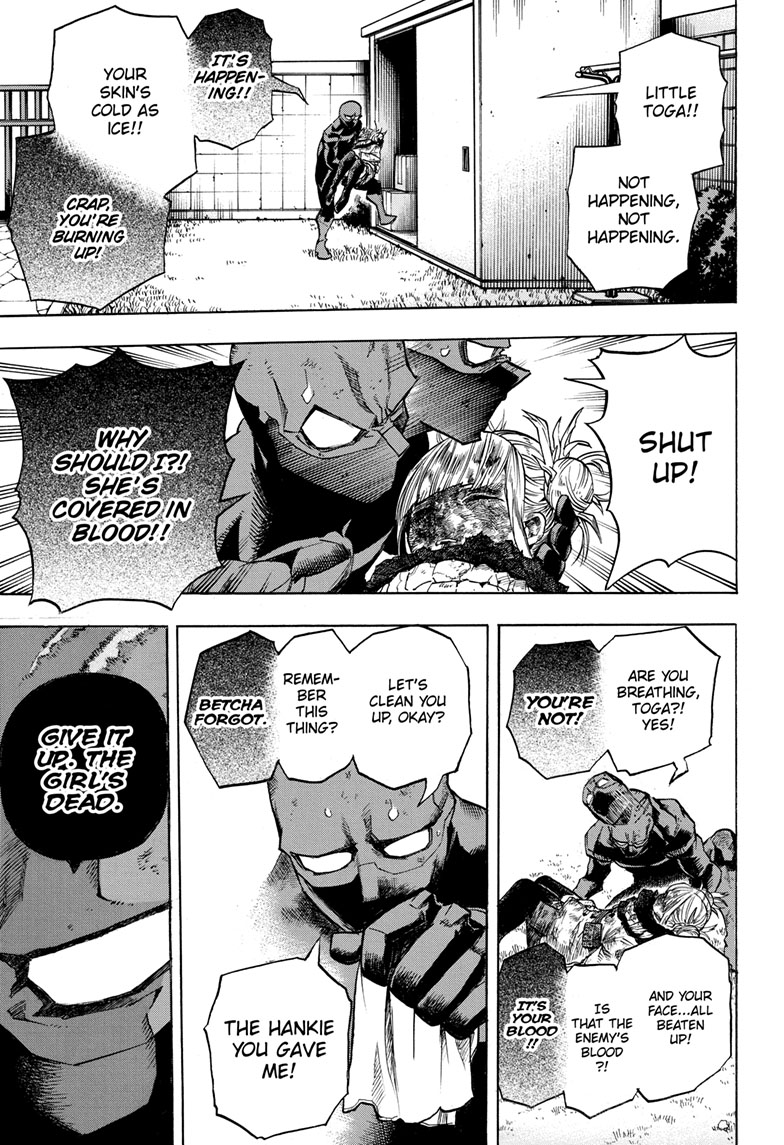 LITTLE
TOGA!!
NOT
HAPPENING,
NOT
HAPPENING.
IT'S
HAPPEN-
ING!!
YOUR
SKIN'S
COLD AS
ICE!!
CRAP,
YOU'RE
BURNING
UP!
SHUT
UP!
WHY
SHOULD I?!
SHE'S
COVERED IN
BLOOD!!
ARE YOU
BREATHING,
TOGA?!
YES!
YOU'RE
NOT!
AND YOUR
FACE...ALL
BEATEN
UP!
IS
THAT THE
ENEMY'S
BLOOD
?!
IT'S
YOUR
BLOOD
!!
LET'S
CLEAN YOU
UP, OKAY?
REMEM-
BER
THIS
THING?
BETCHA
FORGOT.
THE HANKIE
YOU GAVE
ME!
GIVE IT
UP. THE
GIRL'S
DEAD.